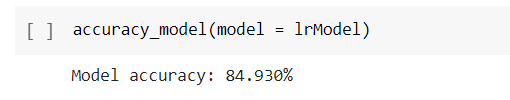 [ ] accuracy_model(model = lrModel)
Model accuracy: 84.930%